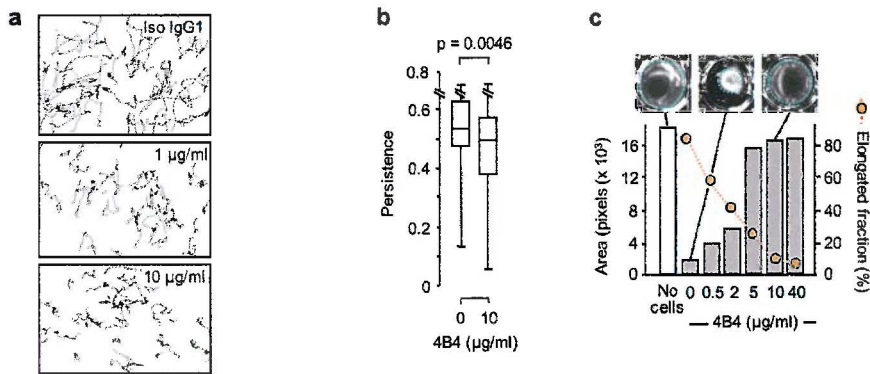 a
Iso IgG1
1 µg/ml
10 µg/ml
b
p = 0.0046
0.8
0.6
0.4
0.2
0
Persistence
0 10
4B4 (µg/ml)
c
16
12
8
4
0
Area (pixels (x 10³)
80
60
40
20
0
Elongated fraction (%)
No cells 0 0.5 2 5 10 40
4B4 (µg/ml)